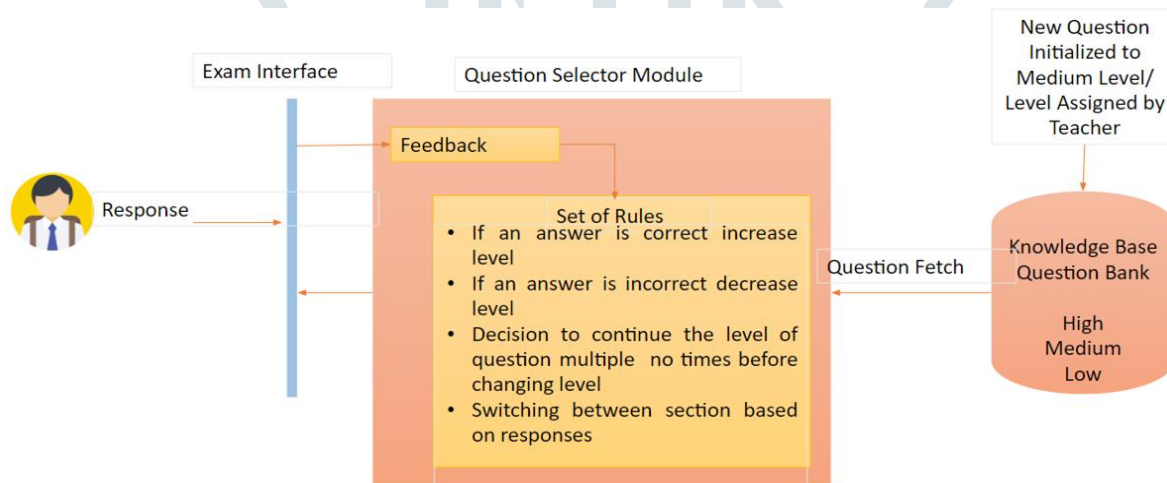 New Question
Initialized to
Medium Level/
Level Assigned by
Teacher
Exam Interface
Question Selector Module
Feedback
Response
Set of Rules
• If an answer is correct increase
level
• If an answer is incorrect decrease
level
• Decision to continue the level of
question multiple no times before
changing level
• Switching between section based
on responses
Question Fetch
Knowledge Base
Question Bank
High
Medium
Low